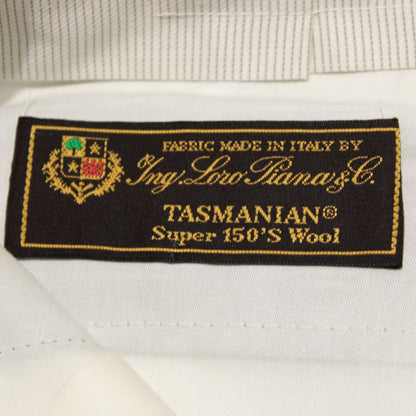 FABRIC MADE IN ITALY BY
Ing. Loro Piana & C.
TASMANIAN®
Super 150'S Wool